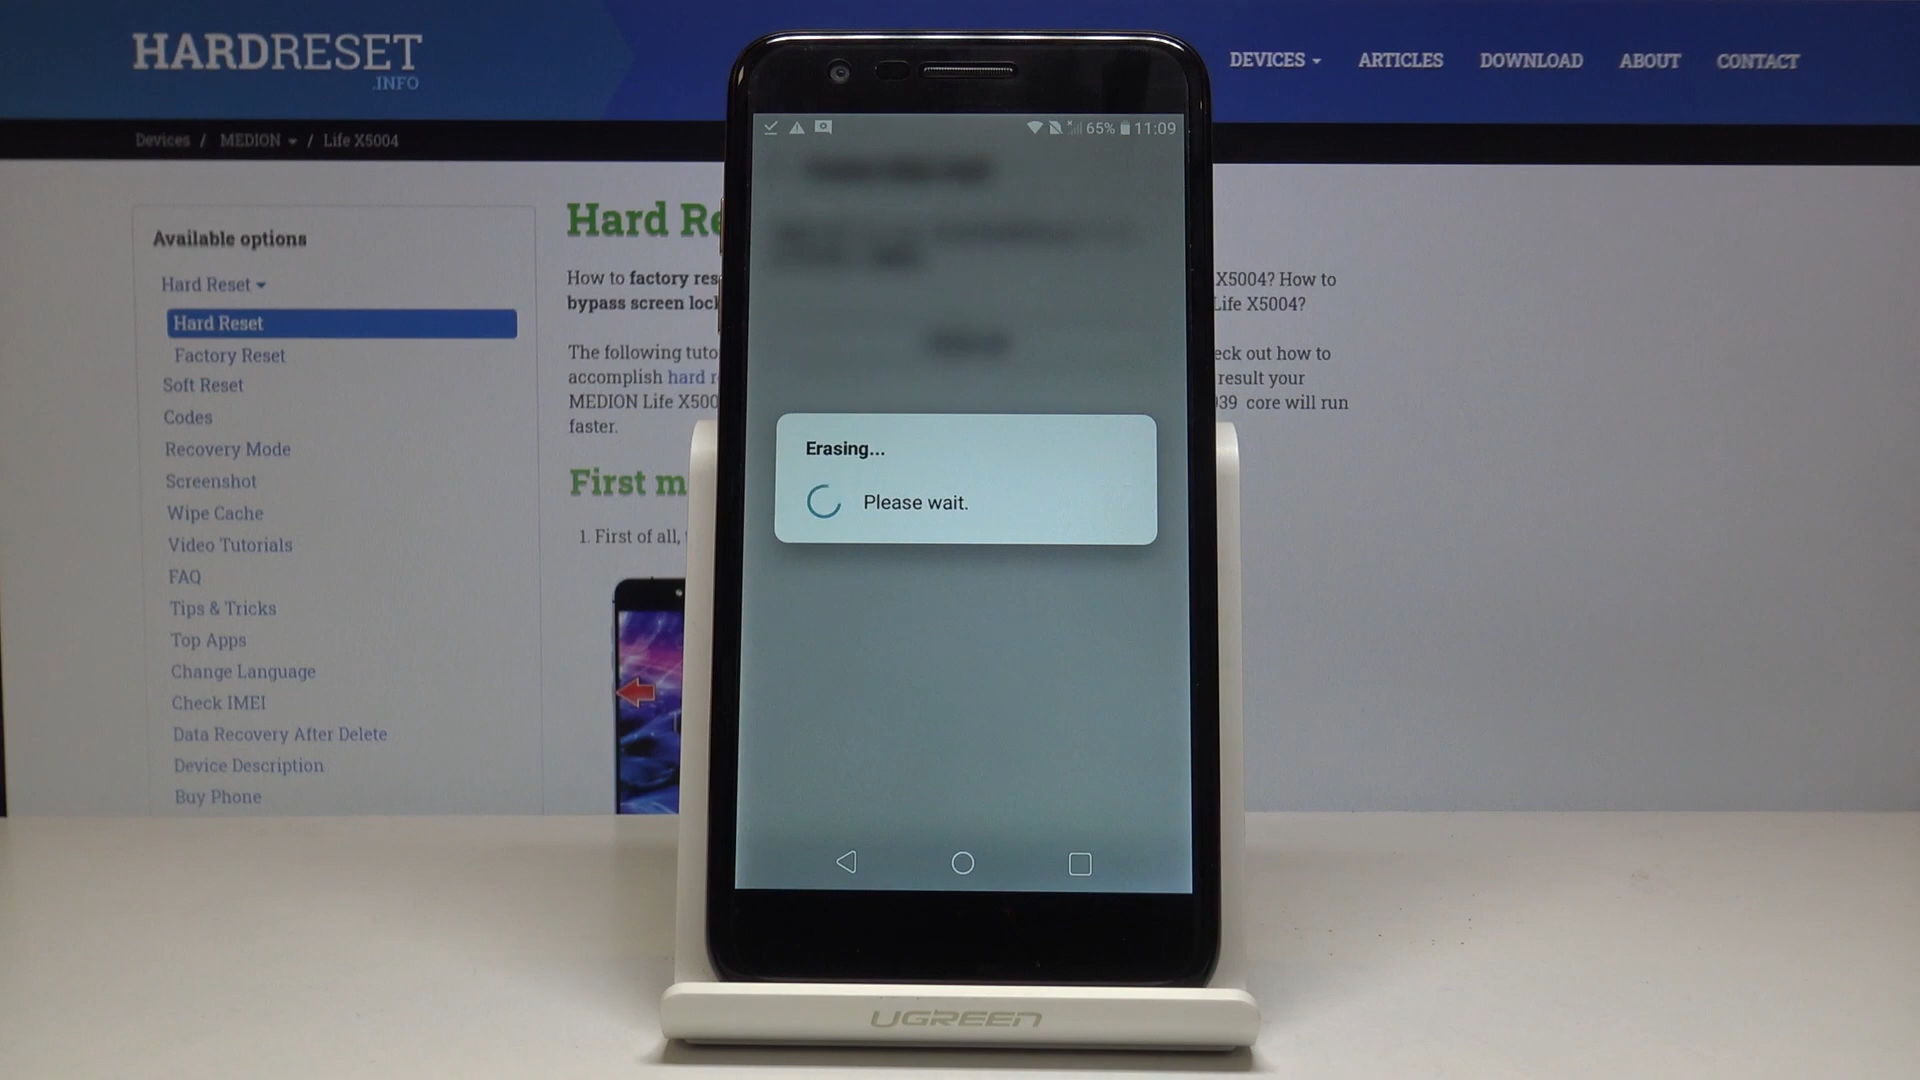 HARDRESET
.INFO
DEVICES ARTICLES DOWNLOAD ABOUT CONTACT
Devices / MEDION / Life X5004
Available options
Hard Reset
Hard Reset
Factory Reset
Soft Reset
Codes
Recovery Mode
Screenshot
Wipe Cache
Video Tutorials
FAQ
Tips & Tricks
Top Apps
Change Language
Check IMEI
Data Recovery After Delete
Device Description
Buy Phone
Hard Re
How to factory res X5004? How to
bypass screen loc Life X5004?
The following tuto eck out how to
accomplish hard r result your
MEDION Life X500 039 core will run
faster.
First m
1. First of all,
65% 11:09
Erasing...
Please wait.
UGREEN